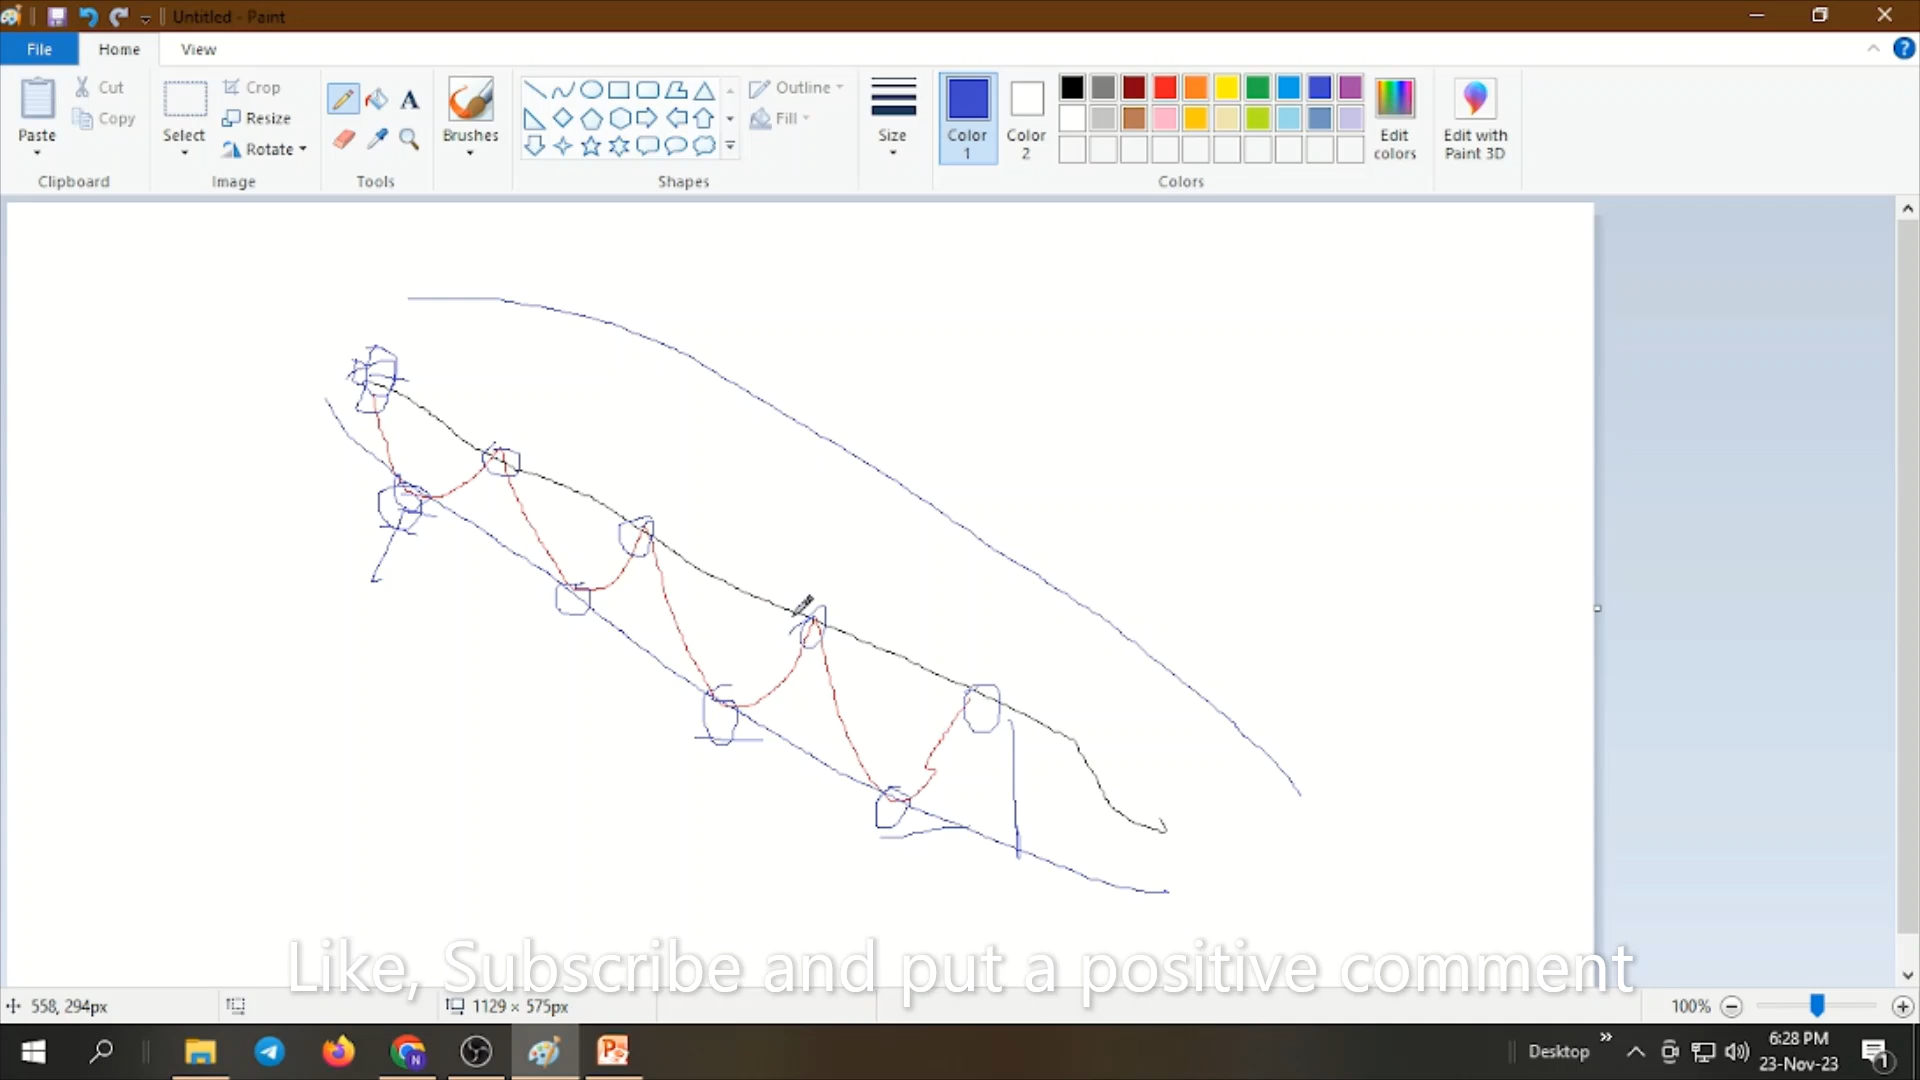 Untitled - Paint
File Home View
Paste Cut Copy Clipboard
Select Crop Resize Rotate Image
Tools
Brushes
Shapes Outline Fill
Size
Color 1
Color 2
Edit colors
Colors
Edit with Paint 3D
Like, Subscribe and put a positive comment
558, 294px
1129 × 575px
100%
Desktop
6:28 PM
23-Nov-23
1